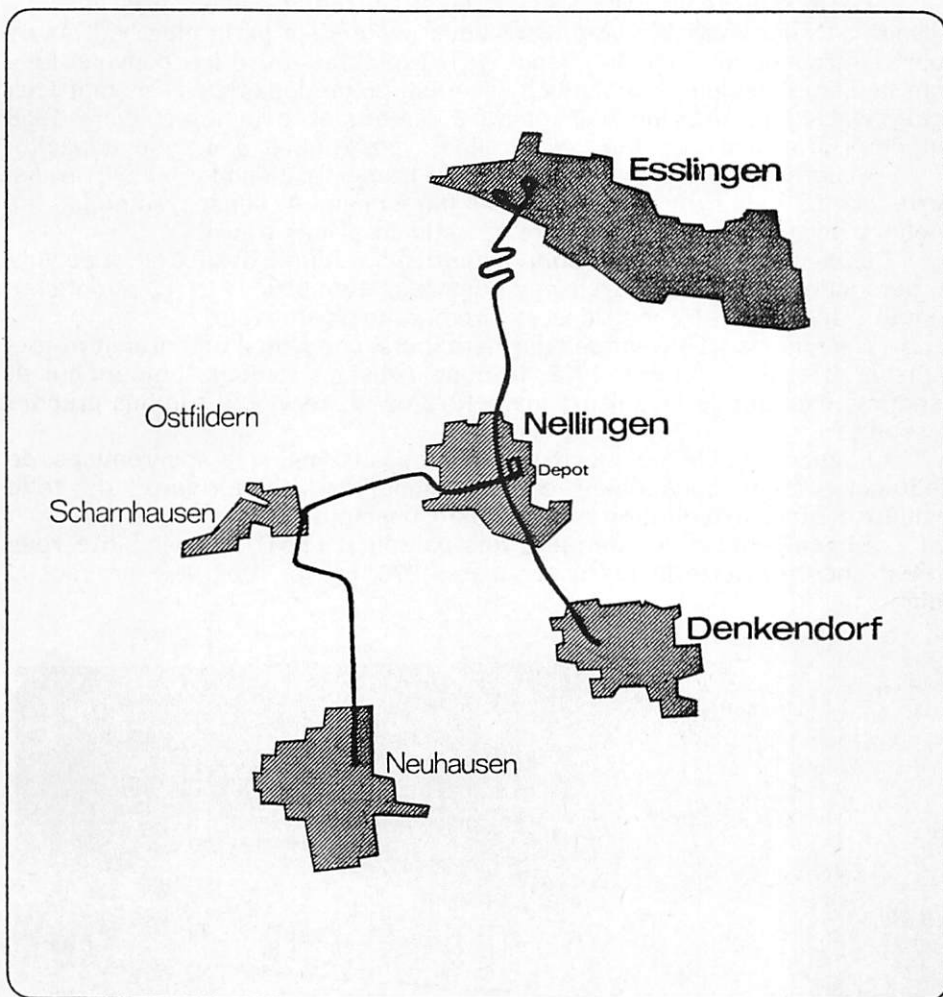 Esslingen
Ostfildern
Nellingen
Depot
Scharnhausen
Denkendorf
Neuhausen